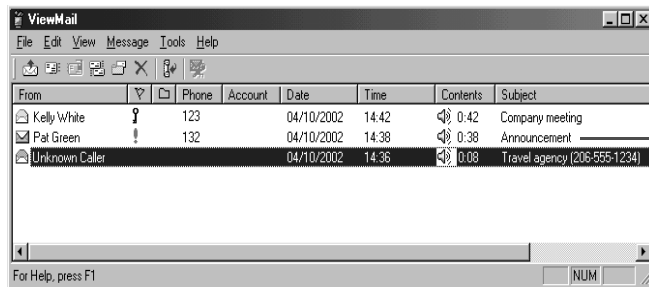 ViewMail
File Edit View Message Tools Help
From Phone Account Date Time Contents Subject
Kelly White 123 04/10/2002 14:42 0:42 Company meeting
Pat Green 132 04/10/2002 14:38 0:38 Announcement
Unknown Caller 04/10/2002 14:36 0:08 Travel agency (206-555-1234)
For Help, press F1 NUM